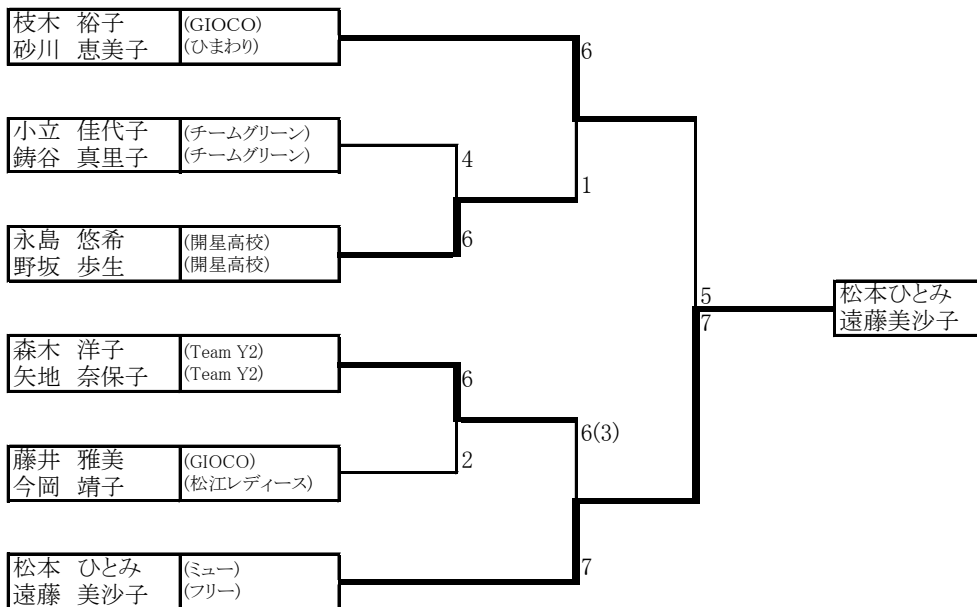 枝木 裕子 (GIOCO)
砂川 恵美子 (ひまわり)
6
小立 佳代子 (チームグリーン)
鋳谷 真里子 (チームグリーン)
4
1
永島 悠希 (開星高校)
野坂 歩生 (開星高校)
6
5
7
松本ひとみ
遠藤美沙子
森木 洋子 (Team Y2)
矢地 奈保子 (Team Y2)
6
6(3)
藤井 雅美 (GIOCO)
今岡 靖子 (松江レディース)
2
松本 ひとみ (ミュー)
遠藤 美沙子 (フリー)
7